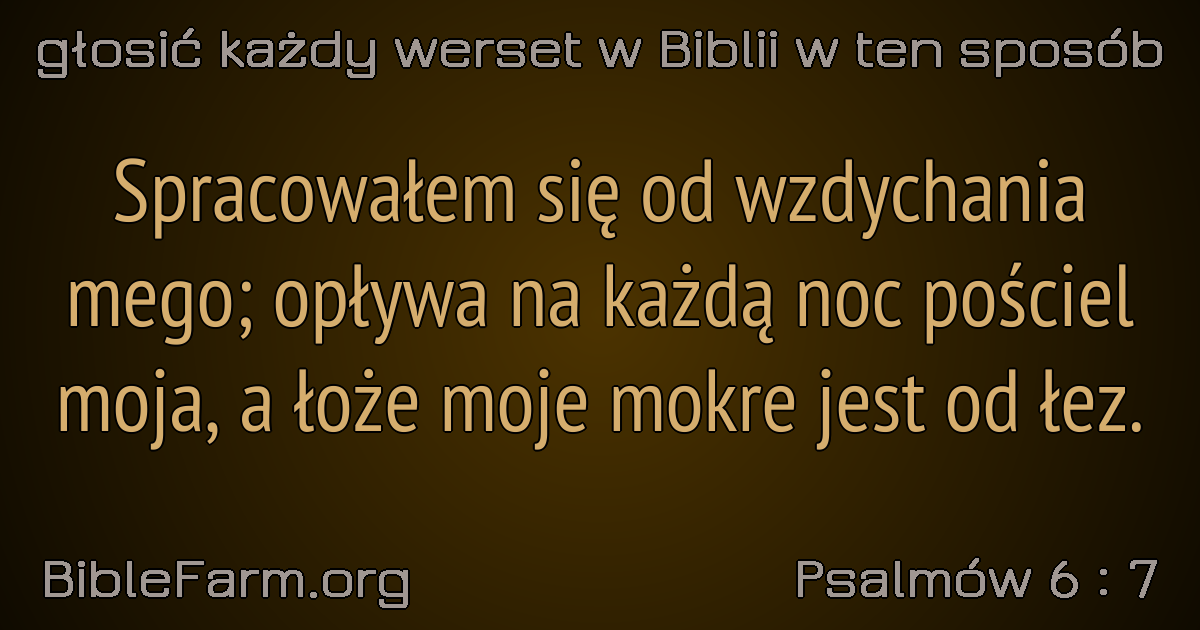 głosić każdy werset w Biblii w ten sposób
Spracowałem się od wzdychania
mego; opływa na każdą noc pościel
moja, a łoże moje mokre jest od łez.
BibleFarm.org
Psalmów 6 : 7